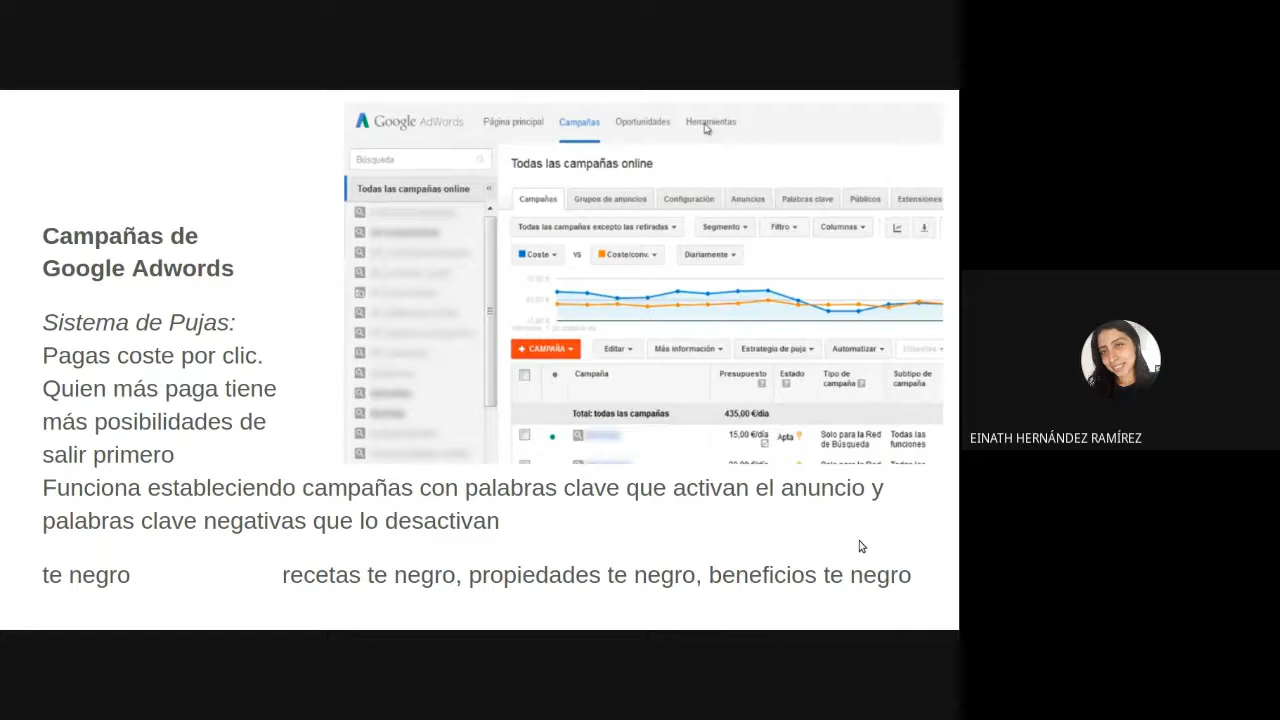 Campañas de
Google Adwords
Sistema de Pujas:
Pagas coste por clic.
Quien más paga tiene
más posibilidades de
salir primero
Funciona estableciendo campañas con palabras clave que activan el anuncio y
palabras clave negativas que lo desactivan
te negro recetas te negro, propiedades te negro, beneficios te negro
Google AdWords Página principal Campañas Oportunidades Herramientas
Búsqueda
Todas las campañas online
Todas las campañas online
Campañas Grupos de anuncios Configuración Anuncios Palabras clave Públicos Extensiones
Todas las campañas excepto las retiradas Segmento Filtro Columnas
Coste vs Coste/conv. Diariamente
+ CAMPAÑA Editar Más información Estrategia de puja Automatizar Etiquetas
Campaña Presupuesto Estado Tipo de campaña Subtipo de campaña
Total: todas las campañas 435,00 €/día
15,00 €/día Apta Solo para la Red de Búsqueda Todas las funciones
EINATH HERNÁNDEZ RAMÍREZ